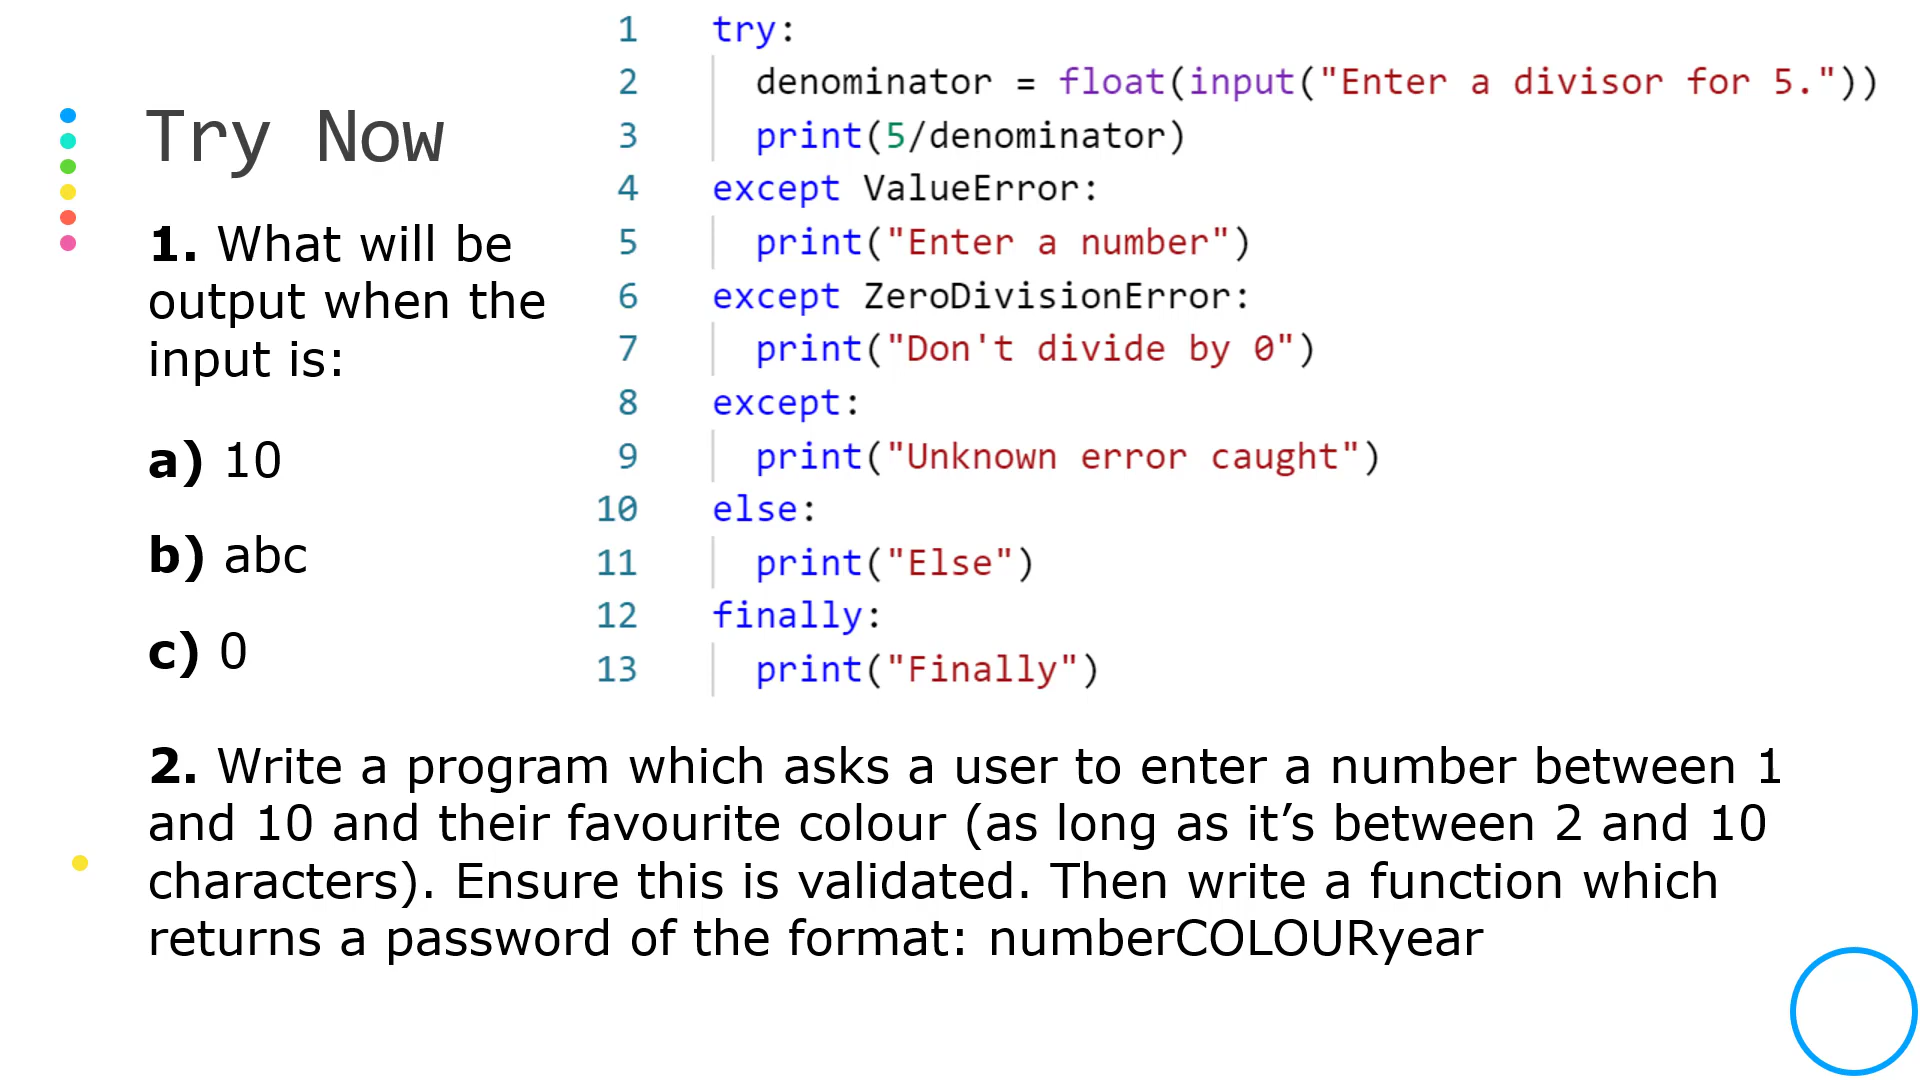 Try Now
1. What will be
output when the
input is:
a) 10
b) abc
c) 0
1 try:
2 denominator = float(input("Enter a divisor for 5."))
3 print(5/denominator)
4 except ValueError:
5 print("Enter a number")
6 except ZeroDivisionError:
7 print("Don't divide by 0")
8 except:
9 print("Unknown error caught")
10 else:
11 print("Else")
12 finally:
13 print("Finally")
2. Write a program which asks a user to enter a number between 1
and 10 and their favourite colour (as long as it’s between 2 and 10
characters). Ensure this is validated. Then write a function which
returns a password of the format: numberCOLOURyear